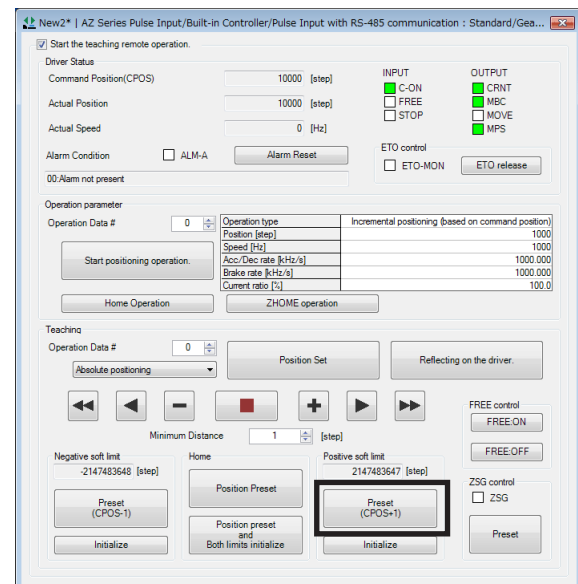 New2* | AZ Series Pulse Input/Built-in Controller/Pulse Input with RS-485 communication : Standard/Gea...
Start the teaching remote operation.
Driver Status
Command Position(CPOS) 10000 [step]
Actual Position 10000 [step]
Actual Speed 0 [Hz]
INPUT
C-ON
FREE
STOP
OUTPUT
CRNT
MBC
MOVE
MPS
Alarm Condition ALM-A Alarm Reset
00:Alarm not present
ETO control
ETO-MON ETO release
Operation parameter
Operation Data # 0
Start positioning operation.
Operation type Incremental positioning (based on command position)
Position [step] 1000
Speed [Hz] 1000
Acc/Dec rate [kHz/s] 1000.000
Brake rate [kHz/s] 1000.000
Current ratio [%] 100.0
Home Operation ZHOME operation
Teaching
Operation Data # 0
Absolute positioning
Position Set
Reflecting on the driver.
Minimum Distance 1 [step]
FREE control
FREE:ON
FREE:OFF
Negative soft limit
-2147483648 [step]
Preset
(CPOS-1)
Initialize
Home
Position Preset
Position preset
and
Both limits initialize
Positive soft limit
2147483647 [step]
Preset
(CPOS+1)
Initialize
ZSG control
ZSG
Preset